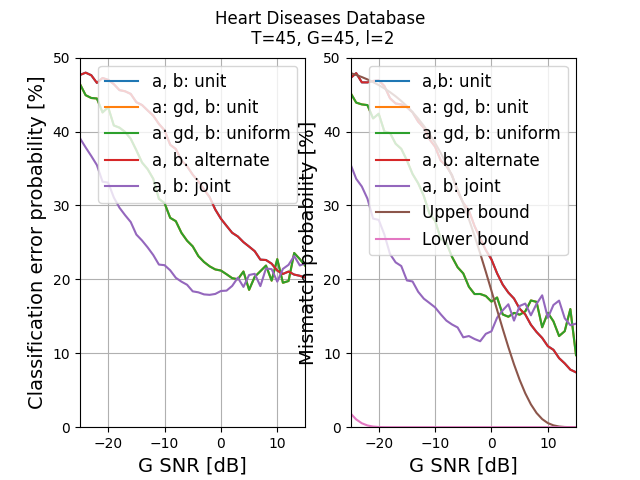 Heart Diseases Database
T=45, G=45, l=2
Classification error probability [%]
50
40
30
20
10
0
a, b: unit
a: gd, b: unit
a: gd, b: uniform
a, b: alternate
a, b: joint
−20
−10
0
10
G SNR [dB]
Mismatch probability [%]
50
40
30
20
10
0
a,b: unit
a: gd, b: unit
a: gd, b: uniform
a, b: alternate
a, b: joint
Upper bound
Lower bound
−20
−10
0
10
G SNR [dB]